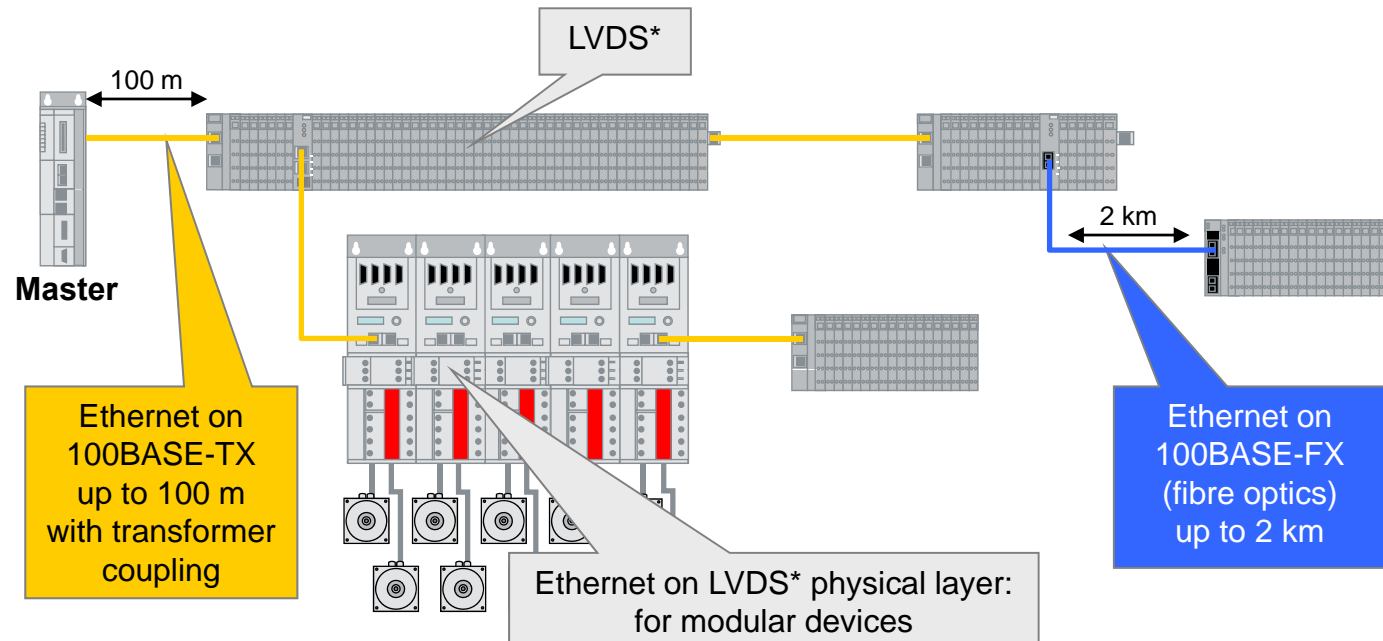 LVDS*
100 m
2 km
Master
Ethernet on
100BASE-TX
up to 100 m
with transformer
coupling
Ethernet on
100BASE-FX
(fibre optics)
up to 2 km
Ethernet on LVDS* physical layer:
for modular devices